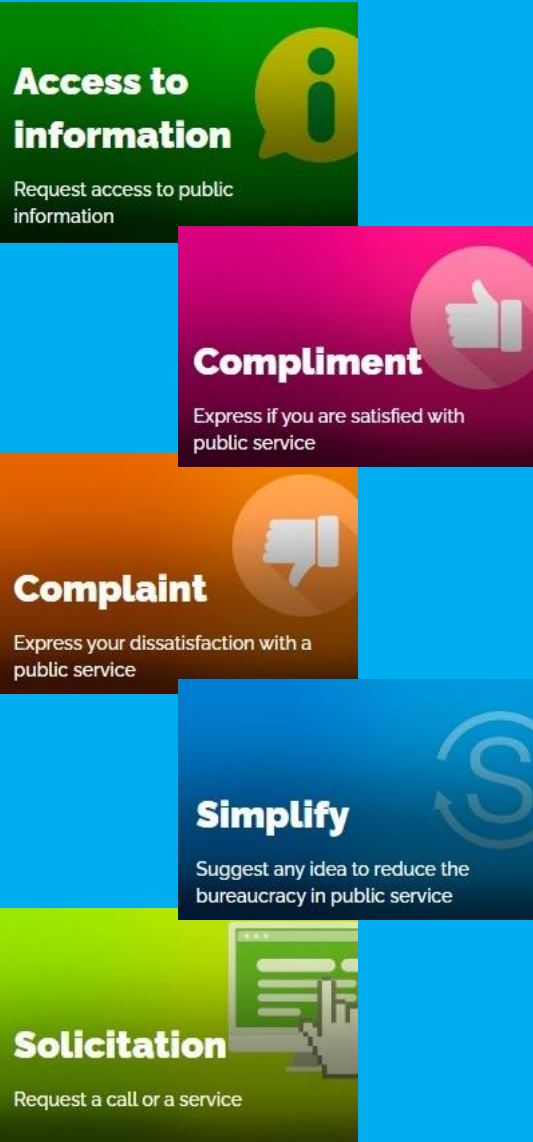 Access to
information
Request access to public
information
Compliment
Express if you are satisfied with
public service
Complaint
Express your dissatisfaction with a
public service
Simplify
Suggest any idea to reduce the
bureaucracy in public service
Solicitation
Request a call or a service